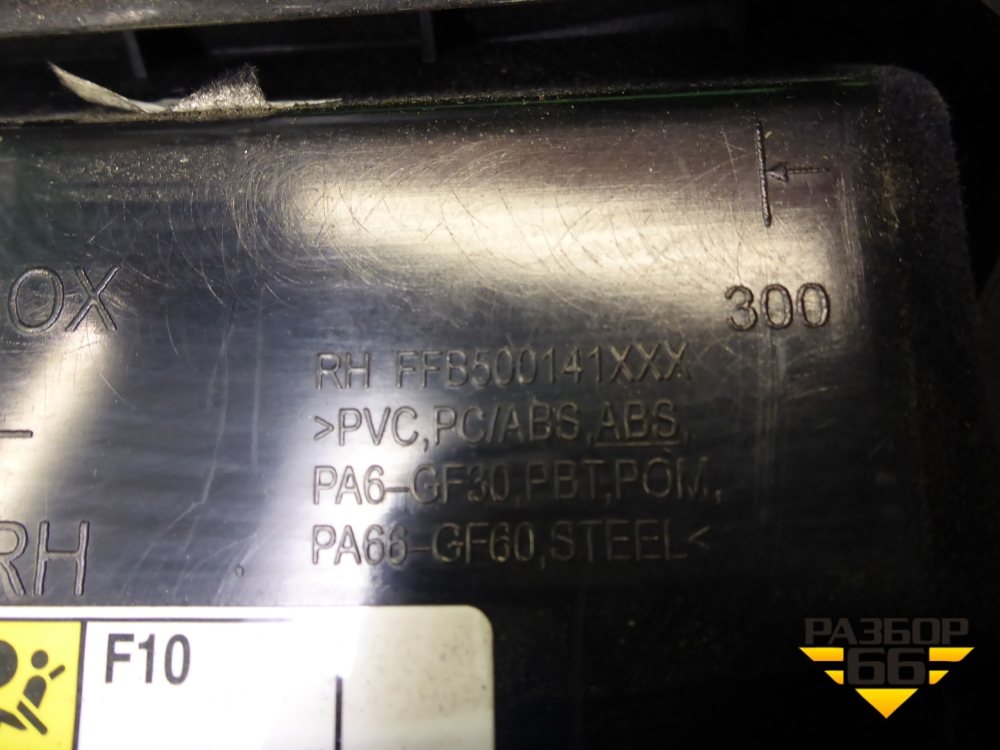 OX
300
RH FFB500141XXX
>PVC,PC/ABS,ABS,
PA6-GF30,PBT,POM,
PA66-GF60,STEEL<
RH
F10
РАЗБОР
66